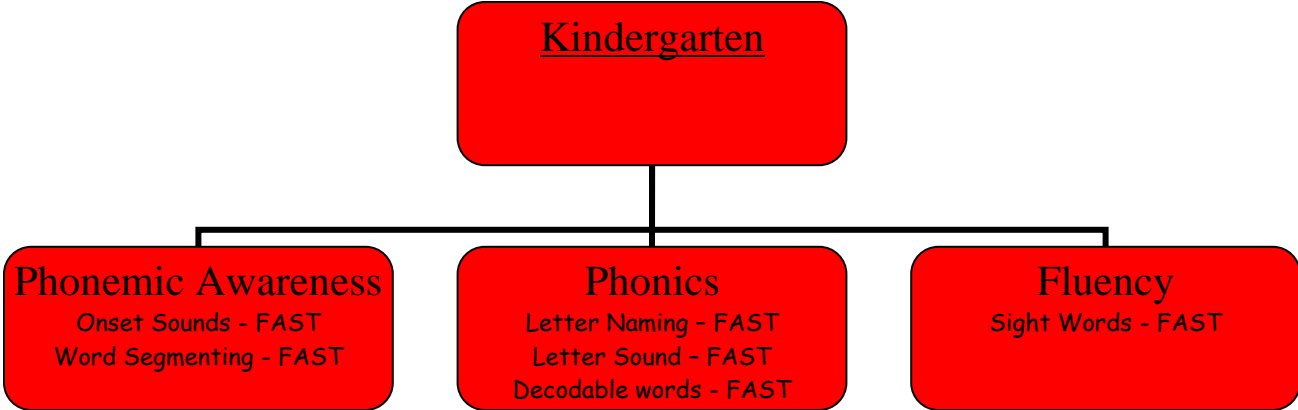 Kindergarten
Phonemic Awareness
Onset Sounds - FAST
Word Segmenting - FAST
Phonics
Letter Naming – FAST
Letter Sound – FAST
Decodable words - FAST
Fluency
Sight Words - FAST